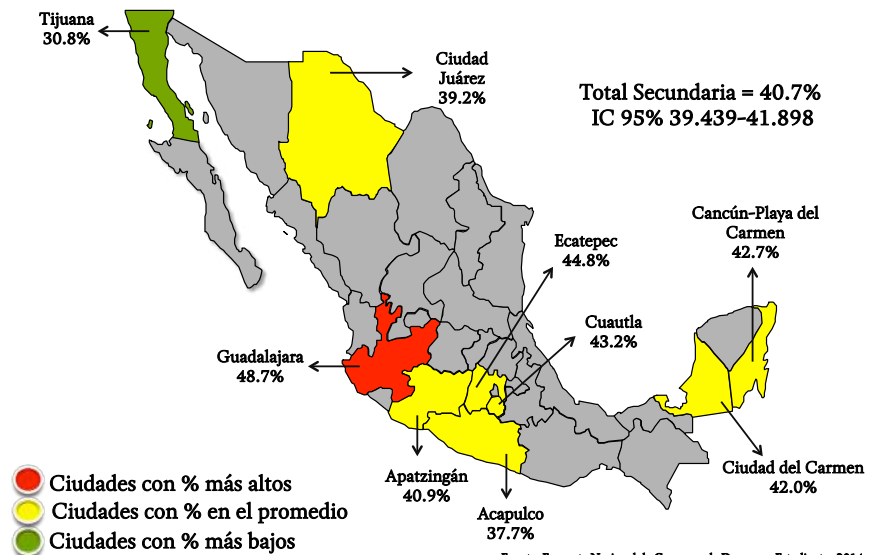 Tijuana
30.8%
Ciudad
Juárez
39.2%
Total Secundaria = 40.7%
IC 95% 39.439-41.898
Cancún-Playa del
Carmen
42.7%
Ecatepec
44.8%
Cuautla
43.2%
Guadalajara
48.7%
Apatzingán
40.9%
Acapulco
37.7%
Ciudad del Carmen
42.0%
Ciudades con % más altos
Ciudades con % en el promedio
Ciudades con % más bajos